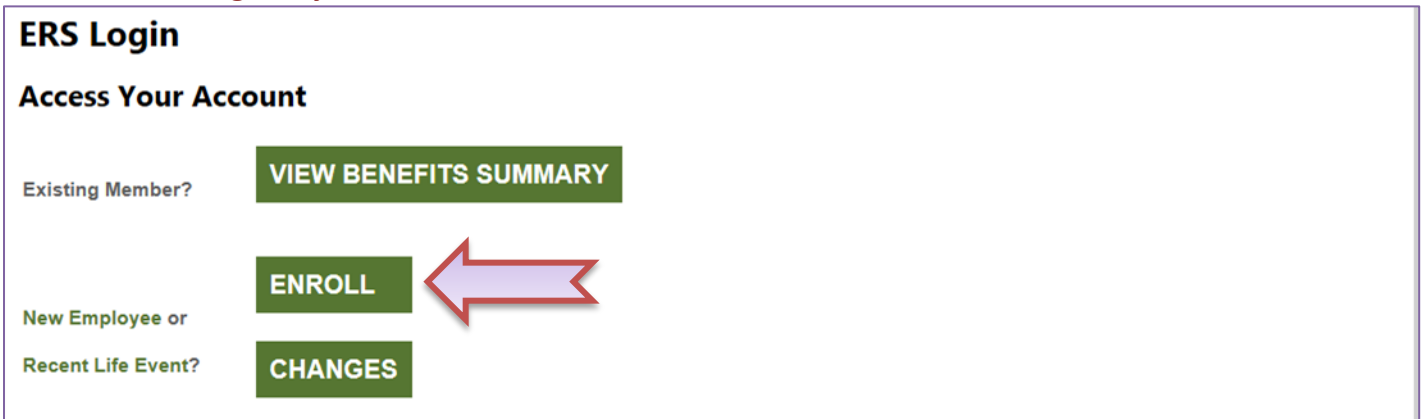 ERS Login
Access Your Account
Existing Member?
VIEW BENEFITS SUMMARY
ENROLL
New Employee or
Recent Life Event?
CHANGES